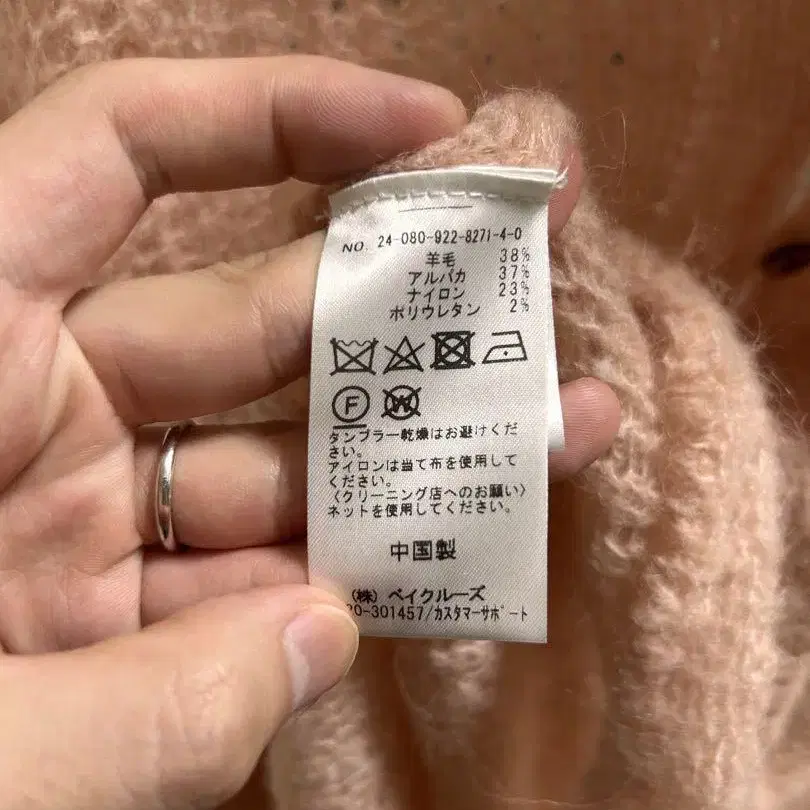 NO. 24-080-922-8271-4-0
羊毛 38%
アルパカ 37%
ナイロン 23%
ポリウレタン 2%
F W
タンブラー乾燥はお避けくだ
さい。
アイロンは当て布を使用して
ください。
〈クリーニング店へのお願い〉
ネットを使用してください。
中国製
(株) ベイクルーズ
20-301457/カスタマーサポート